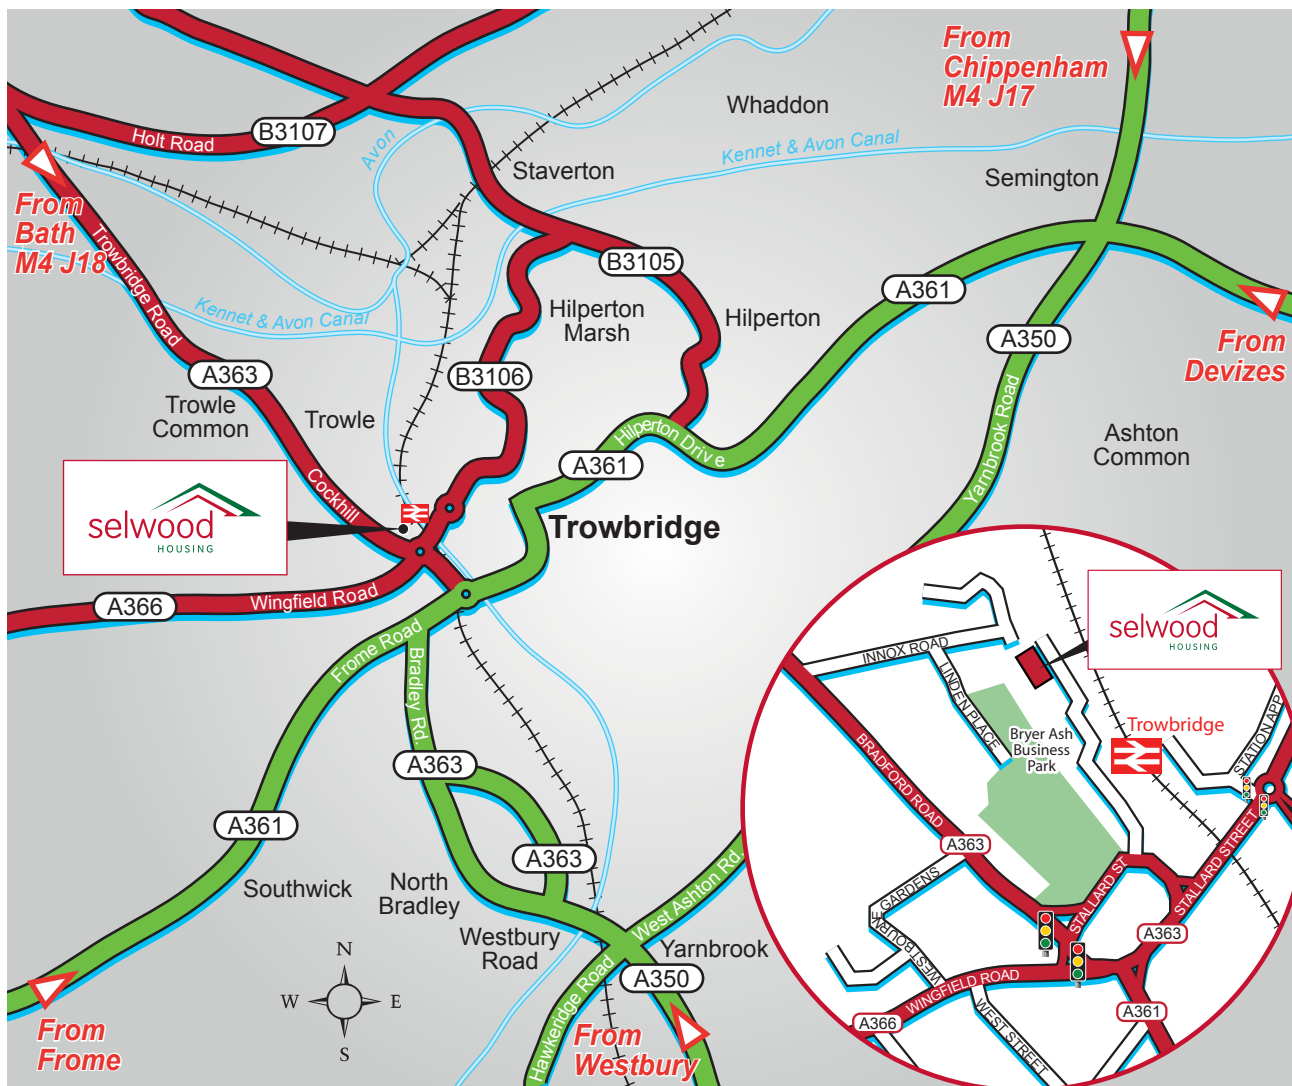 From
Chippenham
M4 J17
Whaddon
Avon
Holt Road
B3107
Kennet & Avon Canal
Staverton
Semington
From
Bath
M4 J18
Trowbridge Road
B3105
A361
Kennet & Avon Canal
Hilperton
Marsh
Hilperton
A350
From
Devizes
A363
B3106
Trowle
Common
Trowle
Yarnbrook Road
Ashton
Common
Hilperton Drive
A361
Cockhill
selwood
HOUSING
Trowbridge
A366
Wingfield Road
Frome Road
Bradley Rd.
A363
A361
A363
Southwick
North
Bradley
Westbury
Road
West Ashton Rd.
Yarnbrook
A350
Hawkeridge Road
N
W
E
S
From
Frome
From
Westbury
selwood
HOUSING
INNOX ROAD
LINDEN PLACE
Bryer Ash
Business
Park
Trowbridge
STATION APP
BRADFORD ROAD
A363
STALLARD STREET
STALLARD ST
WESTBOURNE GARDENS
A363
WINGFIELD ROAD
A366
WEST STREET
A361